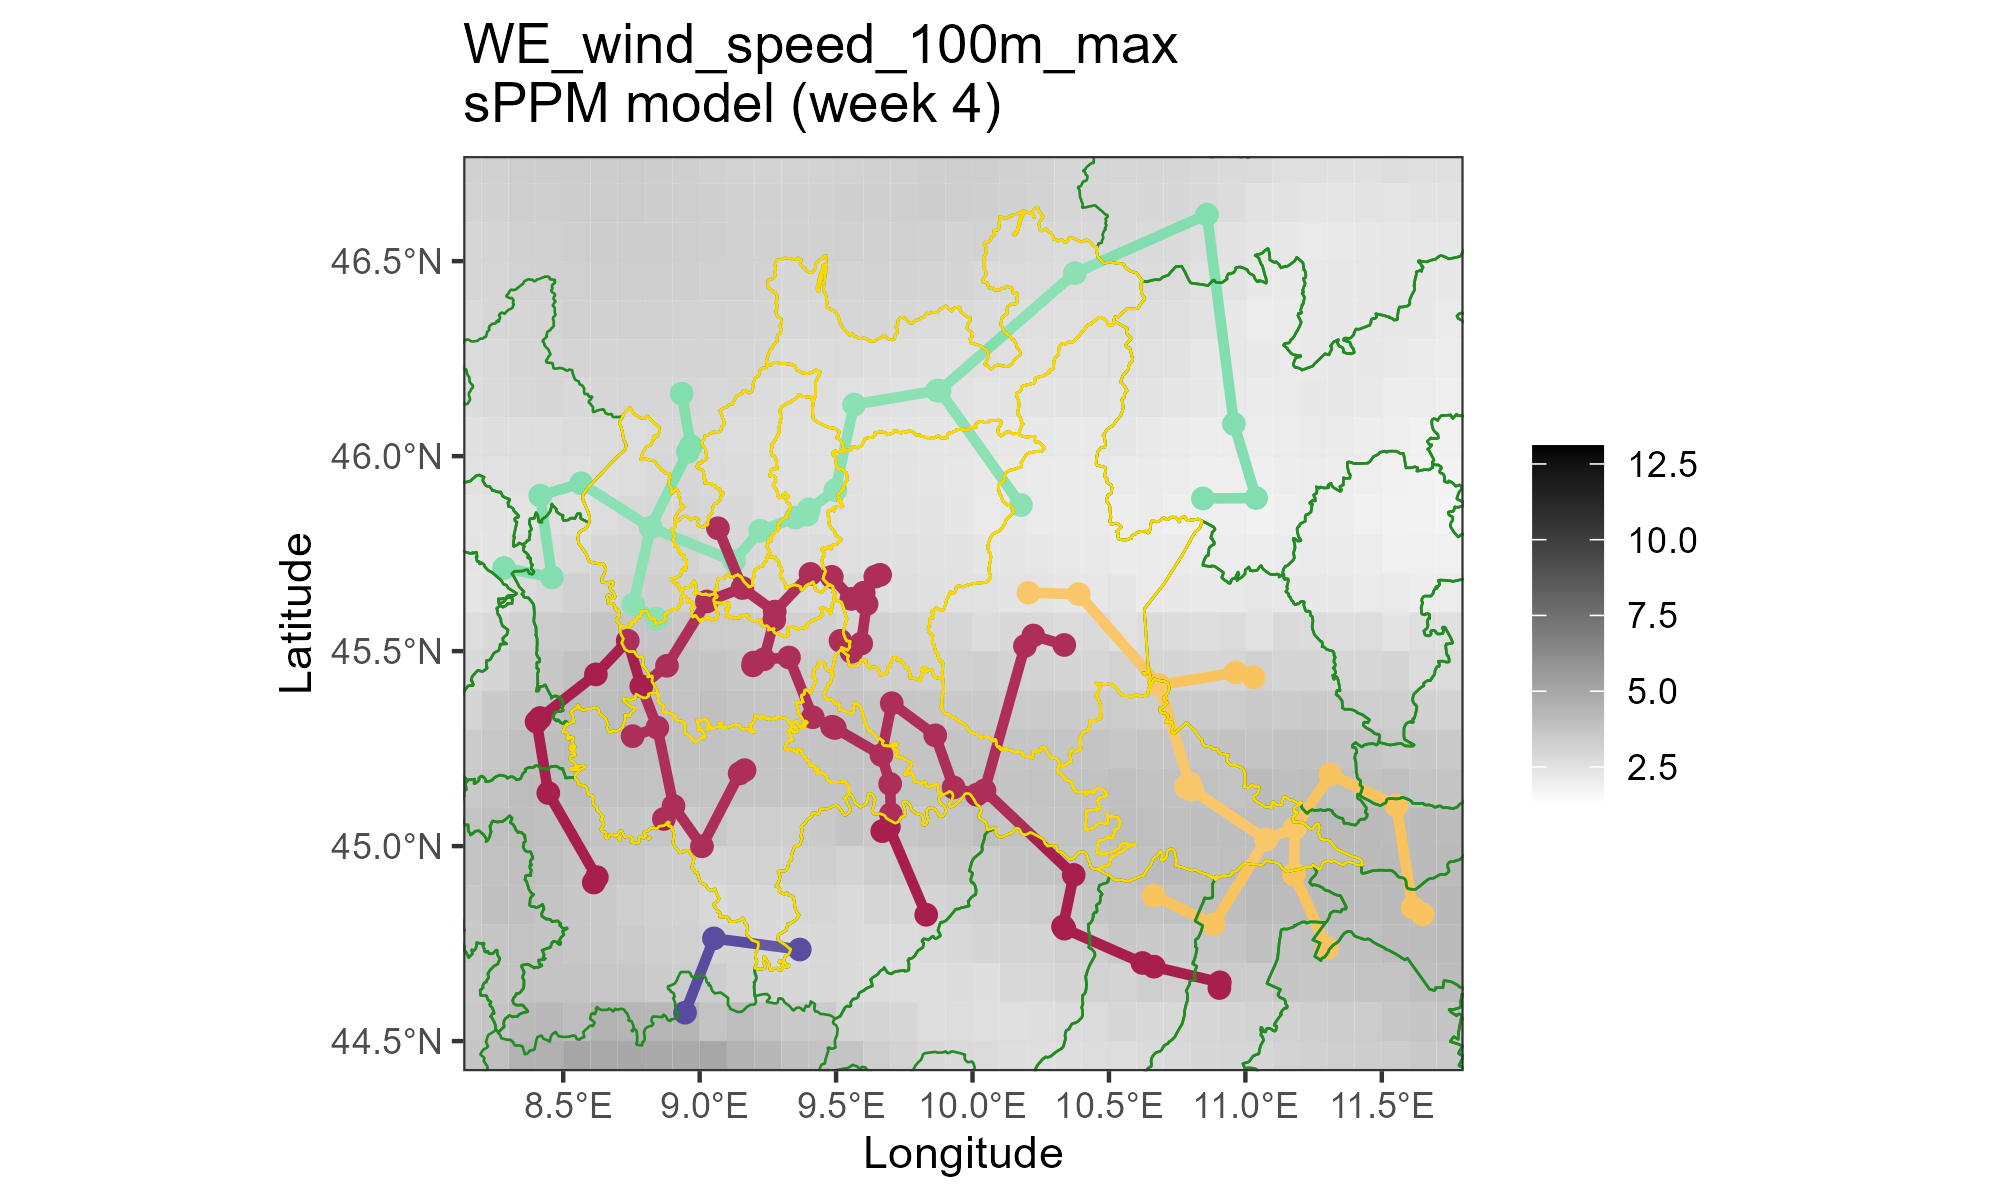 WE_wind_speed_100m_max
sPPM model (week 4)
Latitude
46.5°N
46.0°N
45.5°N
45.0°N
44.5°N
8.5°E
9.0°E
9.5°E
10.0°E
10.5°E
11.0°E
11.5°E
Longitude
12.5
10.0
7.5
5.0
2.5